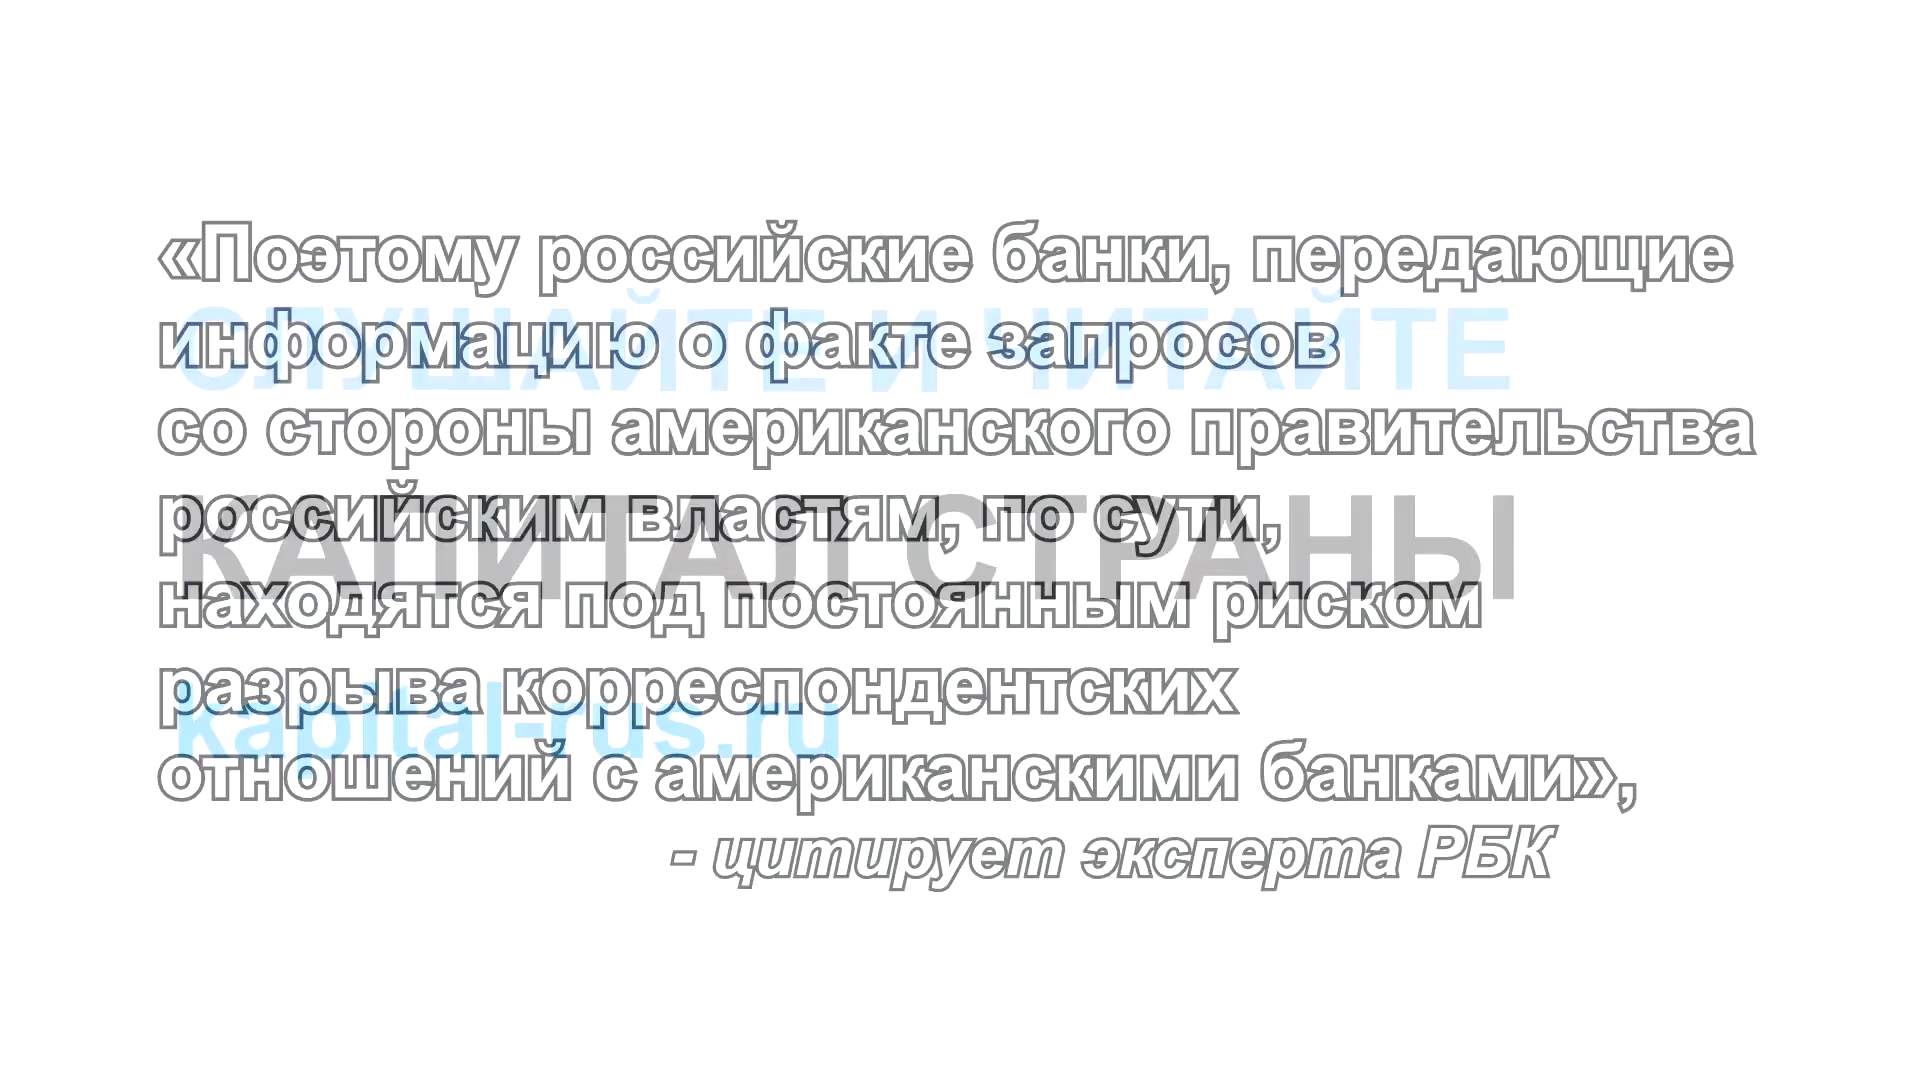 «Поэтому российские банки, передающие
СЛУШАЙТЕ И ЧИТАЙТЕ
информацию о факте запросов
со стороны американского правительства
российским властям, по сути,
КАПИТАЛ СТРАНЫ
находятся под постоянным риском
разрыва корреспондентских
kapital-rus.ru
отношений с американскими банками»,
- цитирует эксперта РБК